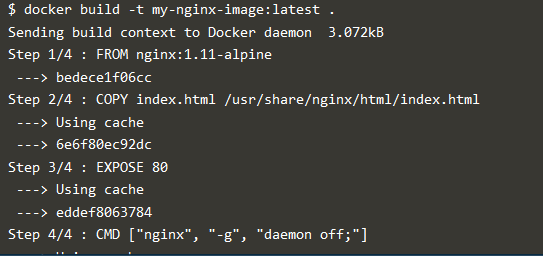 $ docker build -t my-nginx-image:latest .
Sending build context to Docker daemon  3.072kB
Step 1/4 : FROM nginx:1.11-alpine
 ---> bedece1f06cc
Step 2/4 : COPY index.html /usr/share/nginx/html/index.html
 ---> Using cache
 ---> 6e6f80ec92dc
Step 3/4 : EXPOSE 80
 ---> Using cache
 ---> eddef8063784
Step 4/4 : CMD ["nginx", "-g", "daemon off;"]